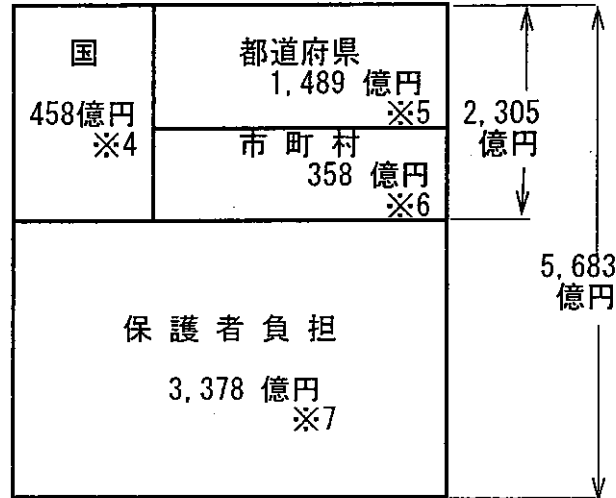 国
458億円
※4
都道府県
1,489 億円
※5
市町村
358 億円
※6
2,305
億円
5,683
億円
保護者負担
3,378 億円
※7